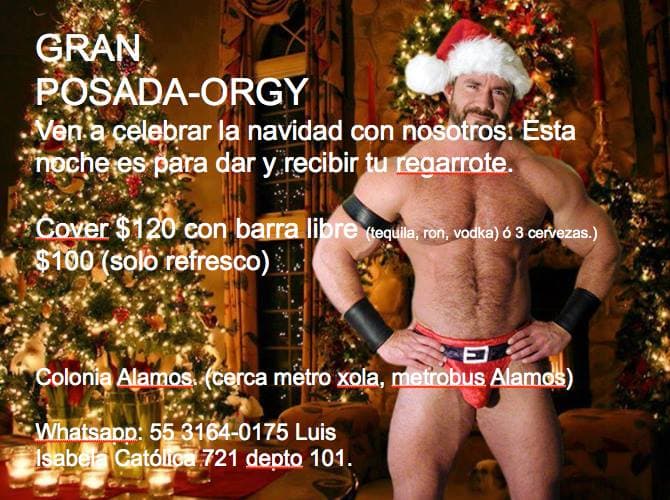 GRAN
POSADA-ORGY
Ven a celebrar la navidad con nosotros. Esta
noche es para dar y recibir tu regarrote.
Cover $120 con barra libre (tequila, ron, vodka) ó 3 cervezas.)
$100 (solo refresco)
Colonia Alamos. (cerca metro xola, metrobus Alamos)
Whatsapp: 55 3164-0175 Luis
Isabela Católica 721 depto 101.